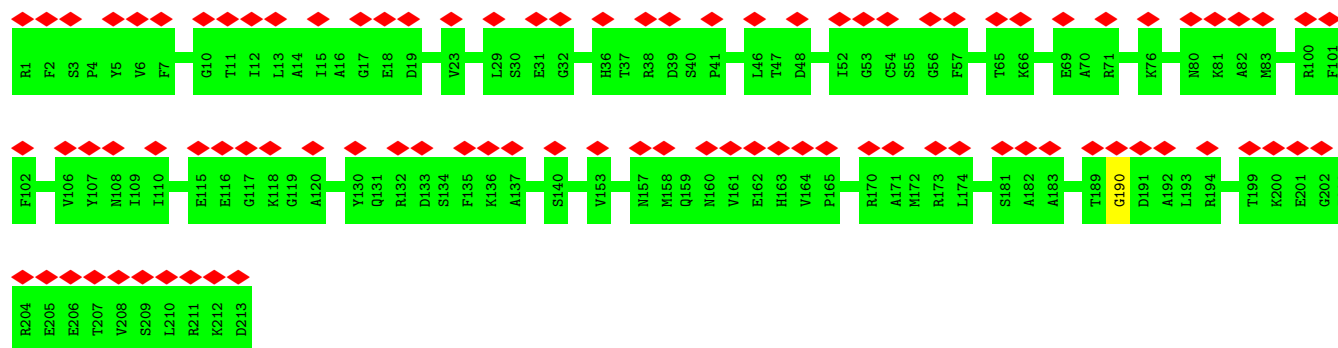 R1 F2 S3 P4 Y5 V6 F7 G10 T11 I12 L13 A14 I15 A16 G17 E18 D19 V23 L29 S30 E31 G32 H36 T37 R38 D39 S40 P41 L46 T47 D48 I52 G53 C54 S55 G56 F57 T65 K66 E69 A70 R71 K76 N80 K81 A82 M83 R100 F101
F102 V106 Y107 N108 I109 I110 E115 E116 G117 K118 G119 A120 Y130 Q131 R132 D133 S134 F135 K136 A137 S140 V153 N157 M158 Q159 N160 V161 E162 H163 V164 P165 R170 A171 M172 R173 L174 S181 A182 A183 T189 G190 D191 A192 L193 R194 T199 K200 E201 G202
R204 E205 E206 T207 V208 S209 L210 R211 K212 D213